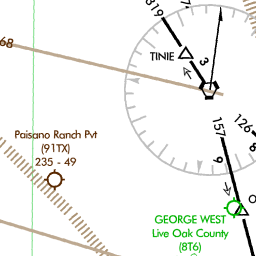 319
68
TINIE
3
126
157
Paisano Ranch Pvt
(91TX)
235 - 49
9
GEORGE WEST
Live Oak County
(8T6)